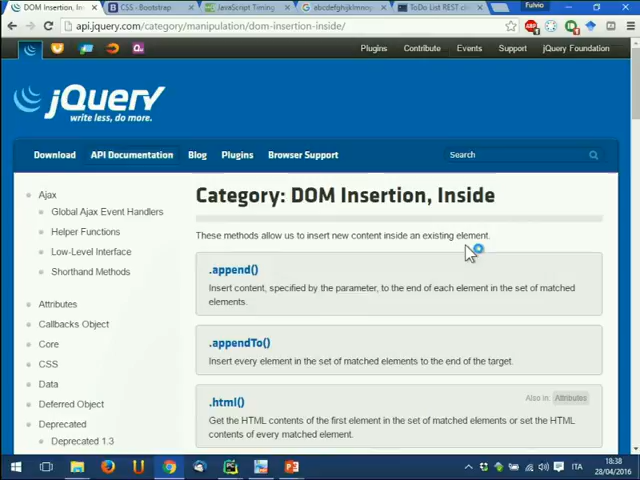 DOM Insertion, Inside
CSS · Bootstrap
JavaScript Timing
abcdefghijklmnop
ToDo List REST cl
Fulvio
api.jquery.com/category/manipulation/dom-insertion-inside/
Plugins Contribute Events Support jQuery Foundation
jQuery
write less, do more.
Download API Documentation Blog Plugins Browser Support Search
Ajax
Global Ajax Event Handlers
Helper Functions
Low-Level Interface
Shorthand Methods
Attributes
Callbacks Object
Core
CSS
Data
Deferred Object
Deprecated
Deprecated 1.3
Category: DOM Insertion, Inside
These methods allow us to insert new content inside an existing element.
.append()
Insert content, specified by the parameter, to the end of each element in the set of matched
elements.
.appendTo()
Insert every element in the set of matched elements to the end of the target.
.html()
Also in: Attributes
Get the HTML contents of the first element in the set of matched elements or set the HTML
contents of every matched element.
ITA
18:38
28/04/2016